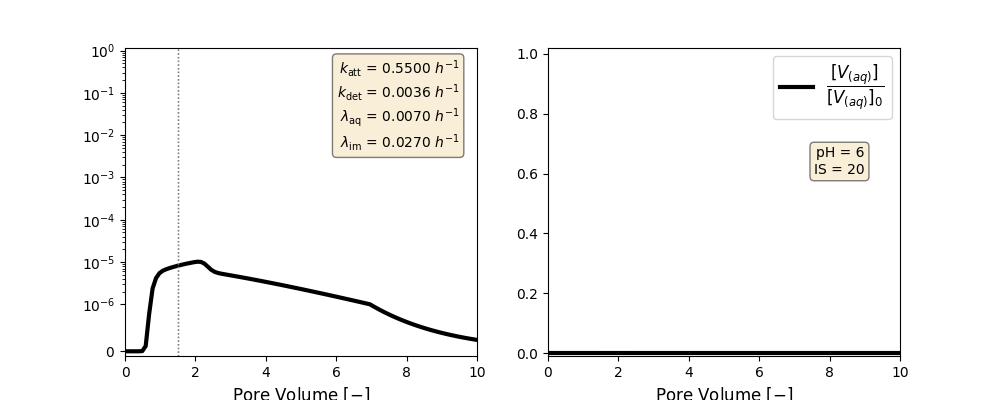 10⁰
10⁻¹
10⁻²
10⁻³
10⁻⁴
10⁻⁵
10⁻⁶
0
0 2 4 6 8 10
Pore Volume [−]
k_att = 0.5500 h⁻¹
k_det = 0.0036 h⁻¹
λ_aq = 0.0070 h⁻¹
λ_im = 0.0270 h⁻¹
1.0
0.8
0.6
0.4
0.2
0.0
0 2 4 6 8 10
Pore Volume [−]
[V_(aq)]
[V_(aq)]₀
pH = 6
IS = 20